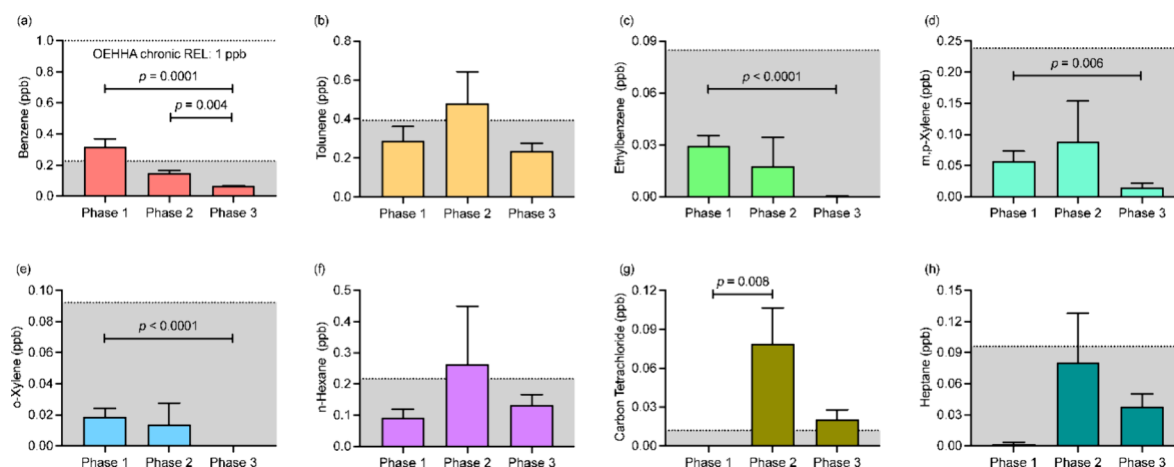 (a)
OEHHA chronic REL: 1 ppb
p = 0.0001
p = 0.004
Benzene (ppb)
1.0
0.8
0.6
0.4
0.2
0.0
Phase 1 Phase 2 Phase 3
(b)
Tolunene (ppb)
0.8
0.6
0.4
0.2
0.0
Phase 1 Phase 2 Phase 3
(c)
p < 0.0001
Ethylbenzene (ppb)
0.09
0.06
0.03
0.00
Phase 1 Phase 2 Phase 3
(d)
p = 0.006
m,p-Xylene (ppb)
0.25
0.20
0.15
0.10
0.05
0.00
Phase 1 Phase 2 Phase 3
(e)
p < 0.0001
o-Xylene (ppb)
0.10
0.08
0.06
0.04
0.02
0.00
Phase 1 Phase 2 Phase 3
(f)
n-Hexane (ppb)
0.5
0.4
0.3
0.2
0.1
0.0
Phase 1 Phase 2 Phase 3
(g)
p = 0.008
Carbon Tetrachloride (ppb)
0.12
0.09
0.06
0.03
0.00
Phase 1 Phase 2 Phase 3
(h)
Heptane (ppb)
0.15
0.12
0.09
0.06
0.03
0.00
Phase 1 Phase 2 Phase 3